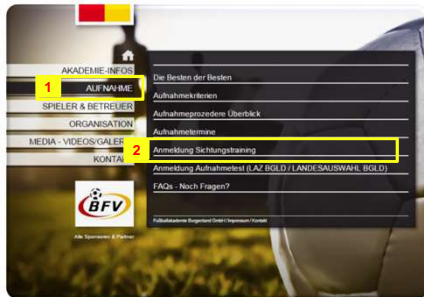 AKADEMIE-INFOS
1
AUFNAHME
SPIELER & BETREUER
ORGANISATION
MEDIA - VIDEOS/GALERI
KONTAK
Die Besten der Besten
Aufnahmekriterien
Aufnahmeprozedere Überblick
Aufnahmetermine
2
Anmeldung Sichtungstraining
Anmeldung Aufnahmetest (LAZ BGLD / LANDESAUSWAHL BGLD)
FAQs - Noch Fragen?
BFV
Alle Sponsoren & Partner
Fußballakademie Burgenland GmbH / Impressum / Kontakt